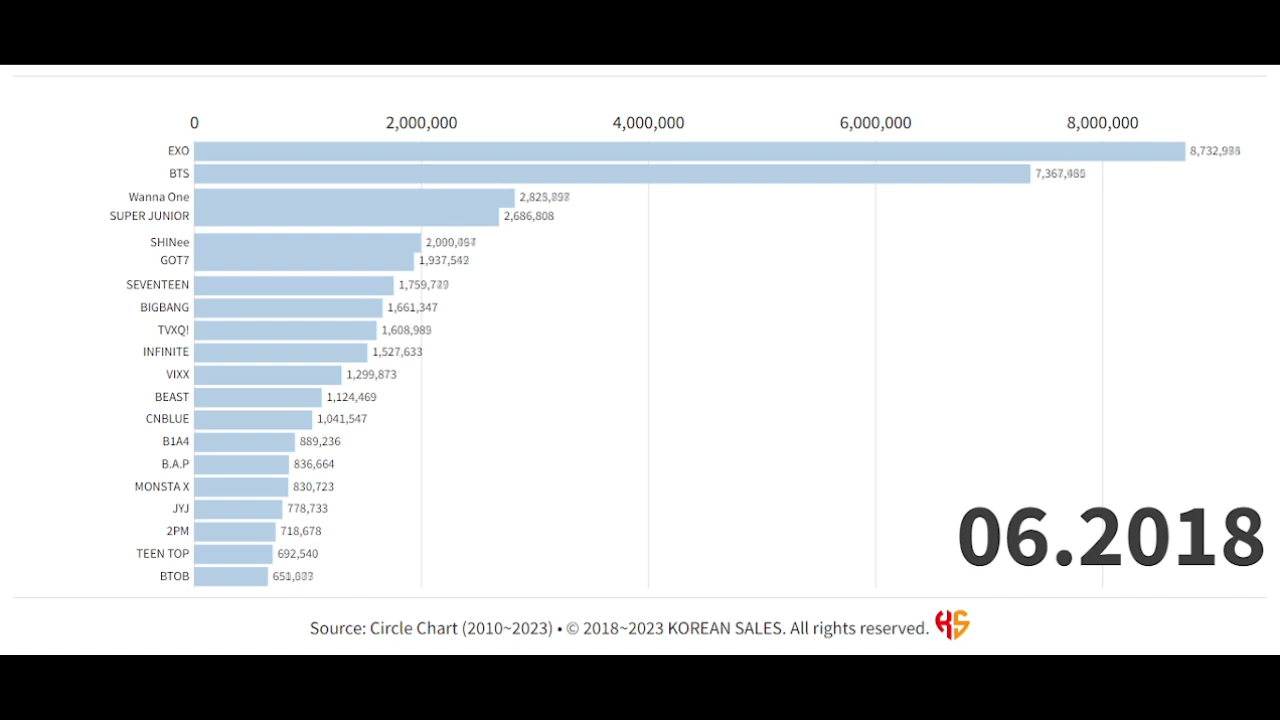 0 2,000,000 4,000,000 6,000,000 8,000,000
EXO
BTS
Wanna One
SUPER JUNIOR 2,686,808
SHINee
GOT7
SEVENTEEN
BIGBANG 1,661,347
TVXQ!
INFINITE 1,527,633
VIXX 1,299,873
BEAST 1,124,469
CNBLUE 1,041,547
B1A4 889,236
B.A.P 836,664
MONSTA X 830,723
JYJ 778,733
2PM 718,678
TEEN TOP 692,540
BTOB
06.2018
Source: Circle Chart (2010~2023) • © 2018~2023 KOREAN SALES. All rights reserved. KS